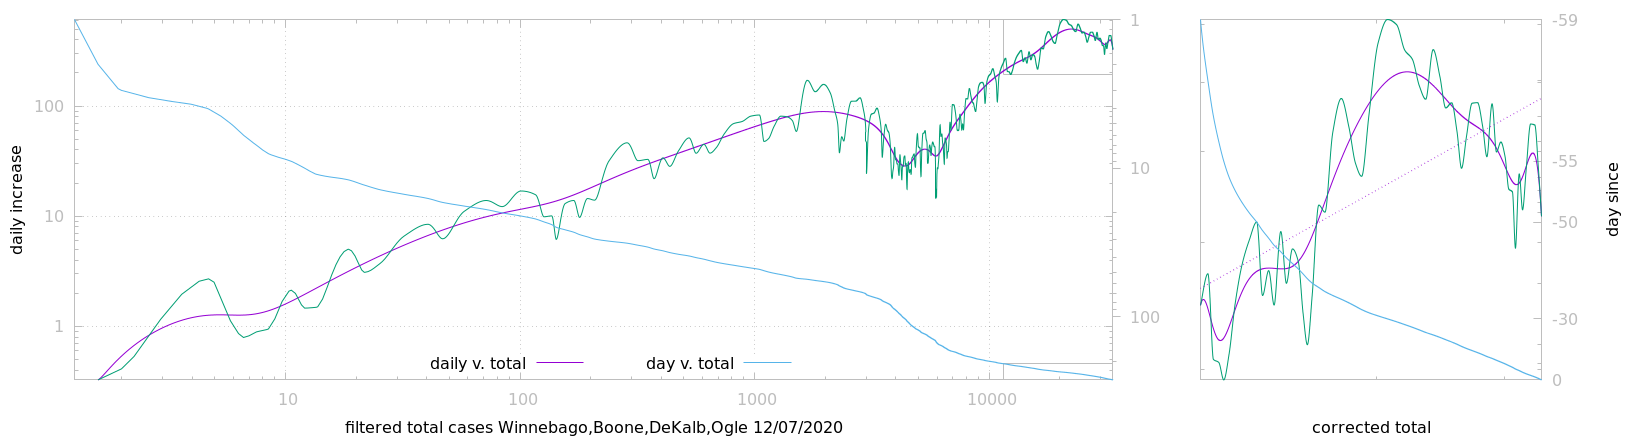 daily increase
100
10
1
10
100
1000
10000
1
10
100
daily v. total
day v. total
filtered total cases Winnebago,Boone,DeKalb,Ogle 12/07/2020
-59
-55
-50
-30
0
day since
corrected total